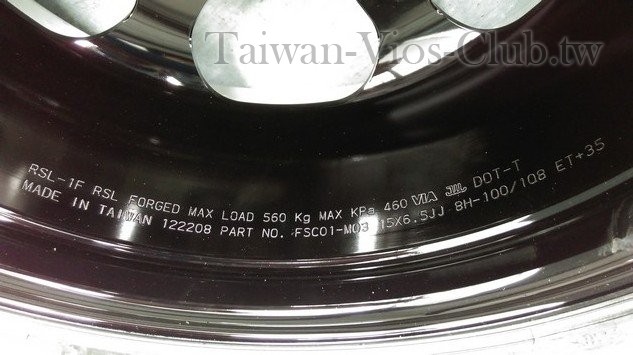 Taiwan-Vios-Club.tw
RSL-1F RSL FORGED MAX LOAD 560 Kg MAX KPa 460 VIA JWL DOT-T
MADE IN TAIWAN 122208 PART NO. FSC01-M03 15X6.5JJ 8H-100/108 ET+35